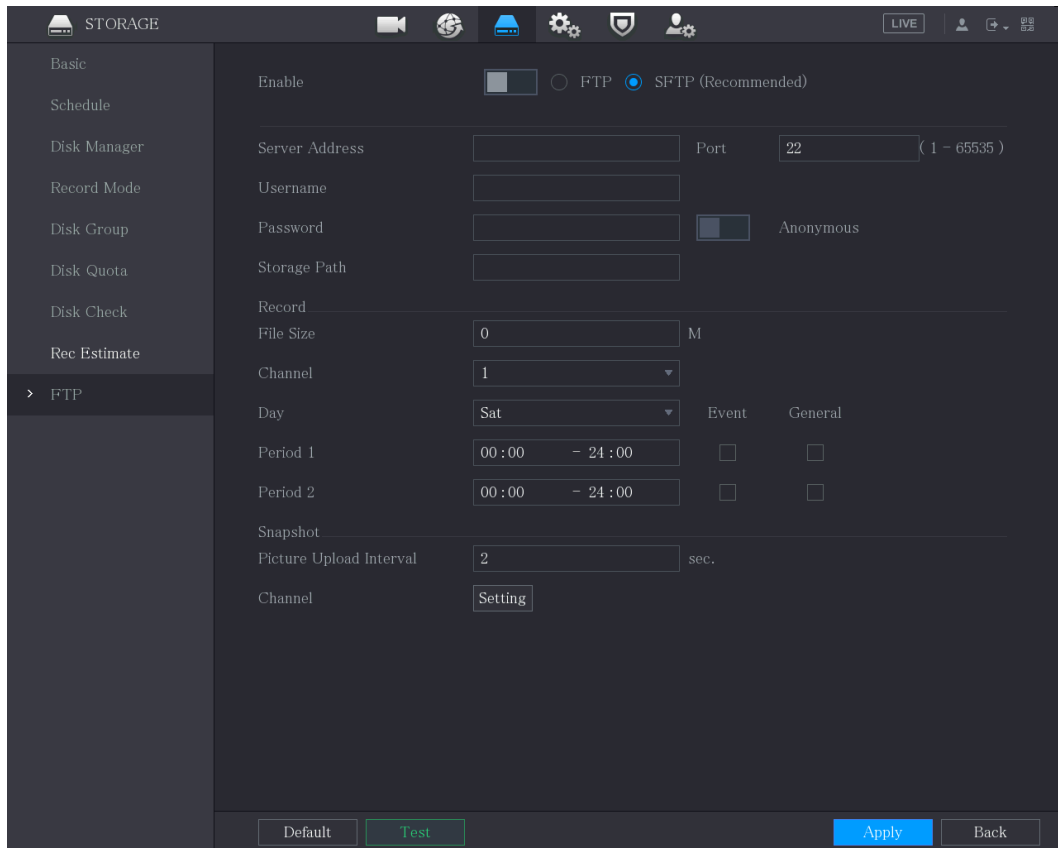 STORAGE LIVE
Basic
Schedule
Disk Manager
Record Mode
Disk Group
Disk Quota
Disk Check
Rec Estimate
FTP
Enable FTP SFTP (Recommended)
Server Address Port 22 ( 1 - 65535 )
Username
Password Anonymous
Storage Path
Record
File Size 0 M
Channel 1
Day Sat Event General
Period 1 00:00 - 24:00
Period 2 00:00 - 24:00
Snapshot
Picture Upload Interval 2 sec.
Channel Setting
Default Test Apply Back